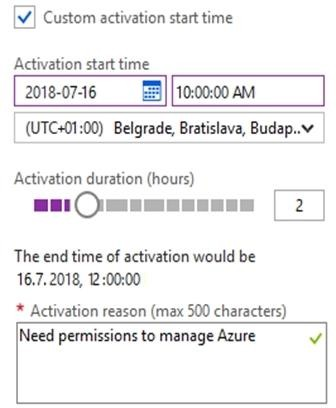 Custom activation start time
Activation start time
2018-07-16 10:00:00 AM
(UTC+01:00) Belgrade, Bratislava, Budap..
Activation duration (hours)
2
The end time of activation would be
16.7. 2018, 12:00:00
* Activation reason (max 500 characters)
Need permissions to manage Azure